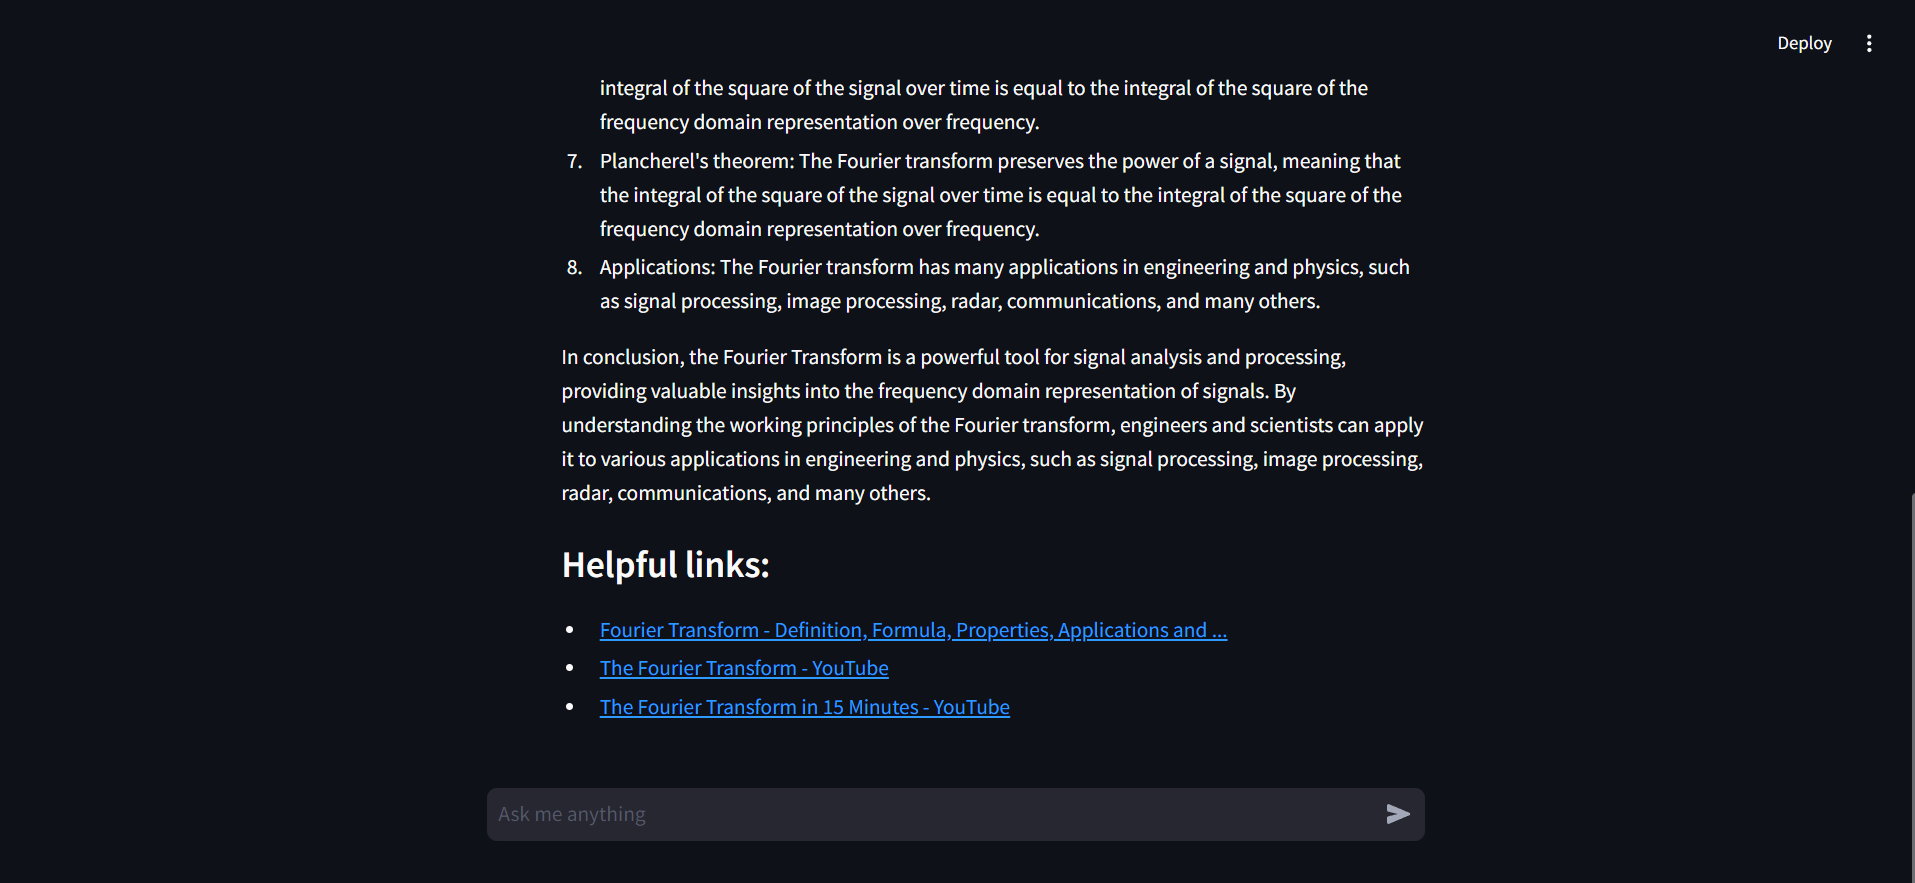 Deploy
integral of the square of the signal over time is equal to the integral of the square of the
frequency domain representation over frequency.
7. Plancherel's theorem: The Fourier transform preserves the power of a signal, meaning that
the integral of the square of the signal over time is equal to the integral of the square of the
frequency domain representation over frequency.
8. Applications: The Fourier transform has many applications in engineering and physics, such
as signal processing, image processing, radar, communications, and many others.
In conclusion, the Fourier Transform is a powerful tool for signal analysis and processing,
providing valuable insights into the frequency domain representation of signals. By
understanding the working principles of the Fourier transform, engineers and scientists can apply
it to various applications in engineering and physics, such as signal processing, image processing,
radar, communications, and many others.
Helpful links:
• Fourier Transform - Definition, Formula, Properties, Applications and ...
• The Fourier Transform - YouTube
• The Fourier Transform in 15 Minutes - YouTube
Ask me anything